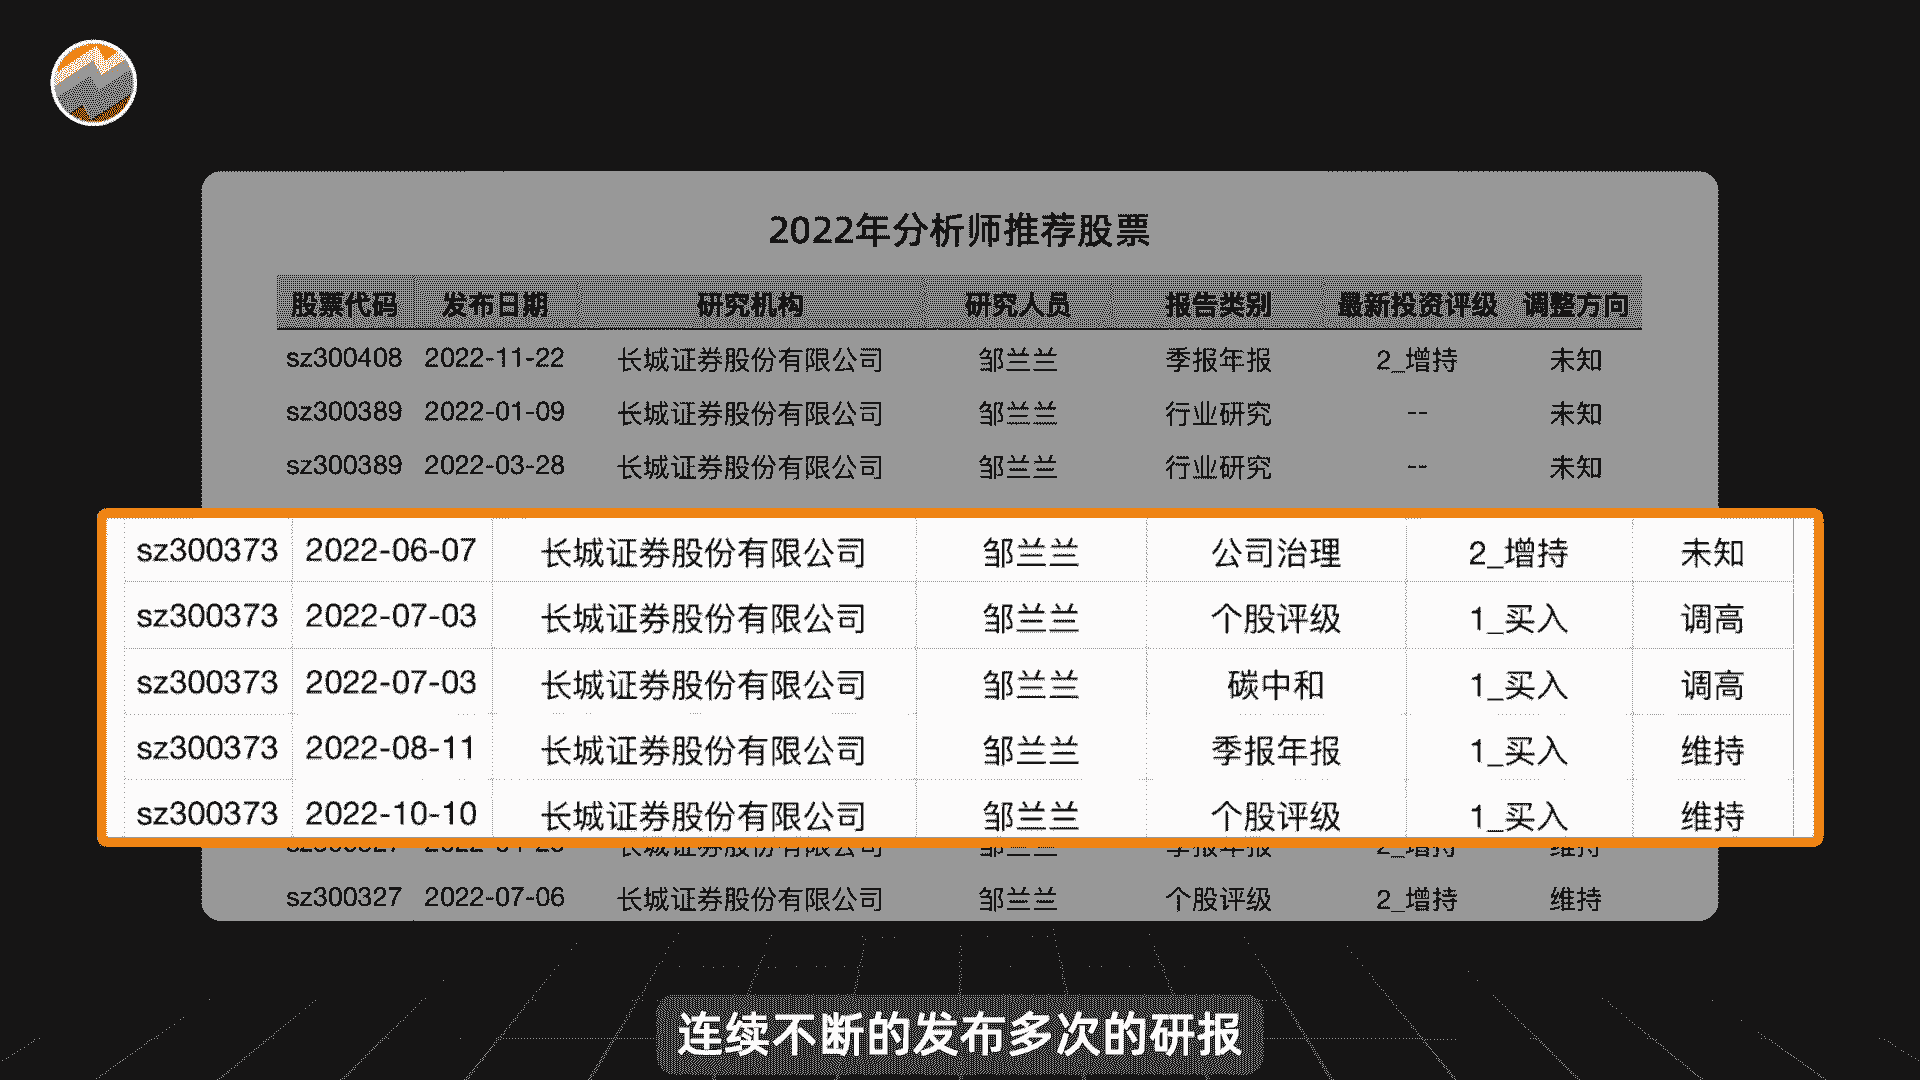 2022年分析师推荐股票
股票代码 发布日期 研究机构 研究人员 报告类别 最新投资评级 调整方向
sz300408 2022-11-22 长城证券股份有限公司 邹兰兰 季报年报 2_增持 未知
sz300389 2022-01-09 长城证券股份有限公司 邹兰兰 行业研究 -- 未知
sz300389 2022-03-28 长城证券股份有限公司 邹兰兰 行业研究 -- 未知
sz300373 2022-06-07 长城证券股份有限公司 邹兰兰 公司治理 2_增持 未知
sz300373 2022-07-03 长城证券股份有限公司 邹兰兰 个股评级 1_买入 调高
sz300373 2022-07-03 长城证券股份有限公司 邹兰兰 碳中和 1_买入 调高
sz300373 2022-08-11 长城证券股份有限公司 邹兰兰 季报年报 1_买入 维持
sz300373 2022-10-10 长城证券股份有限公司 邹兰兰 个股评级 1_买入 维持
长城证券股份有限公司 邹兰兰 季报年报 2_增持 维持
sz300327 2022-07-06 长城证券股份有限公司 邹兰兰 个股评级 2_增持 维持
连续不断的发布多次的研报